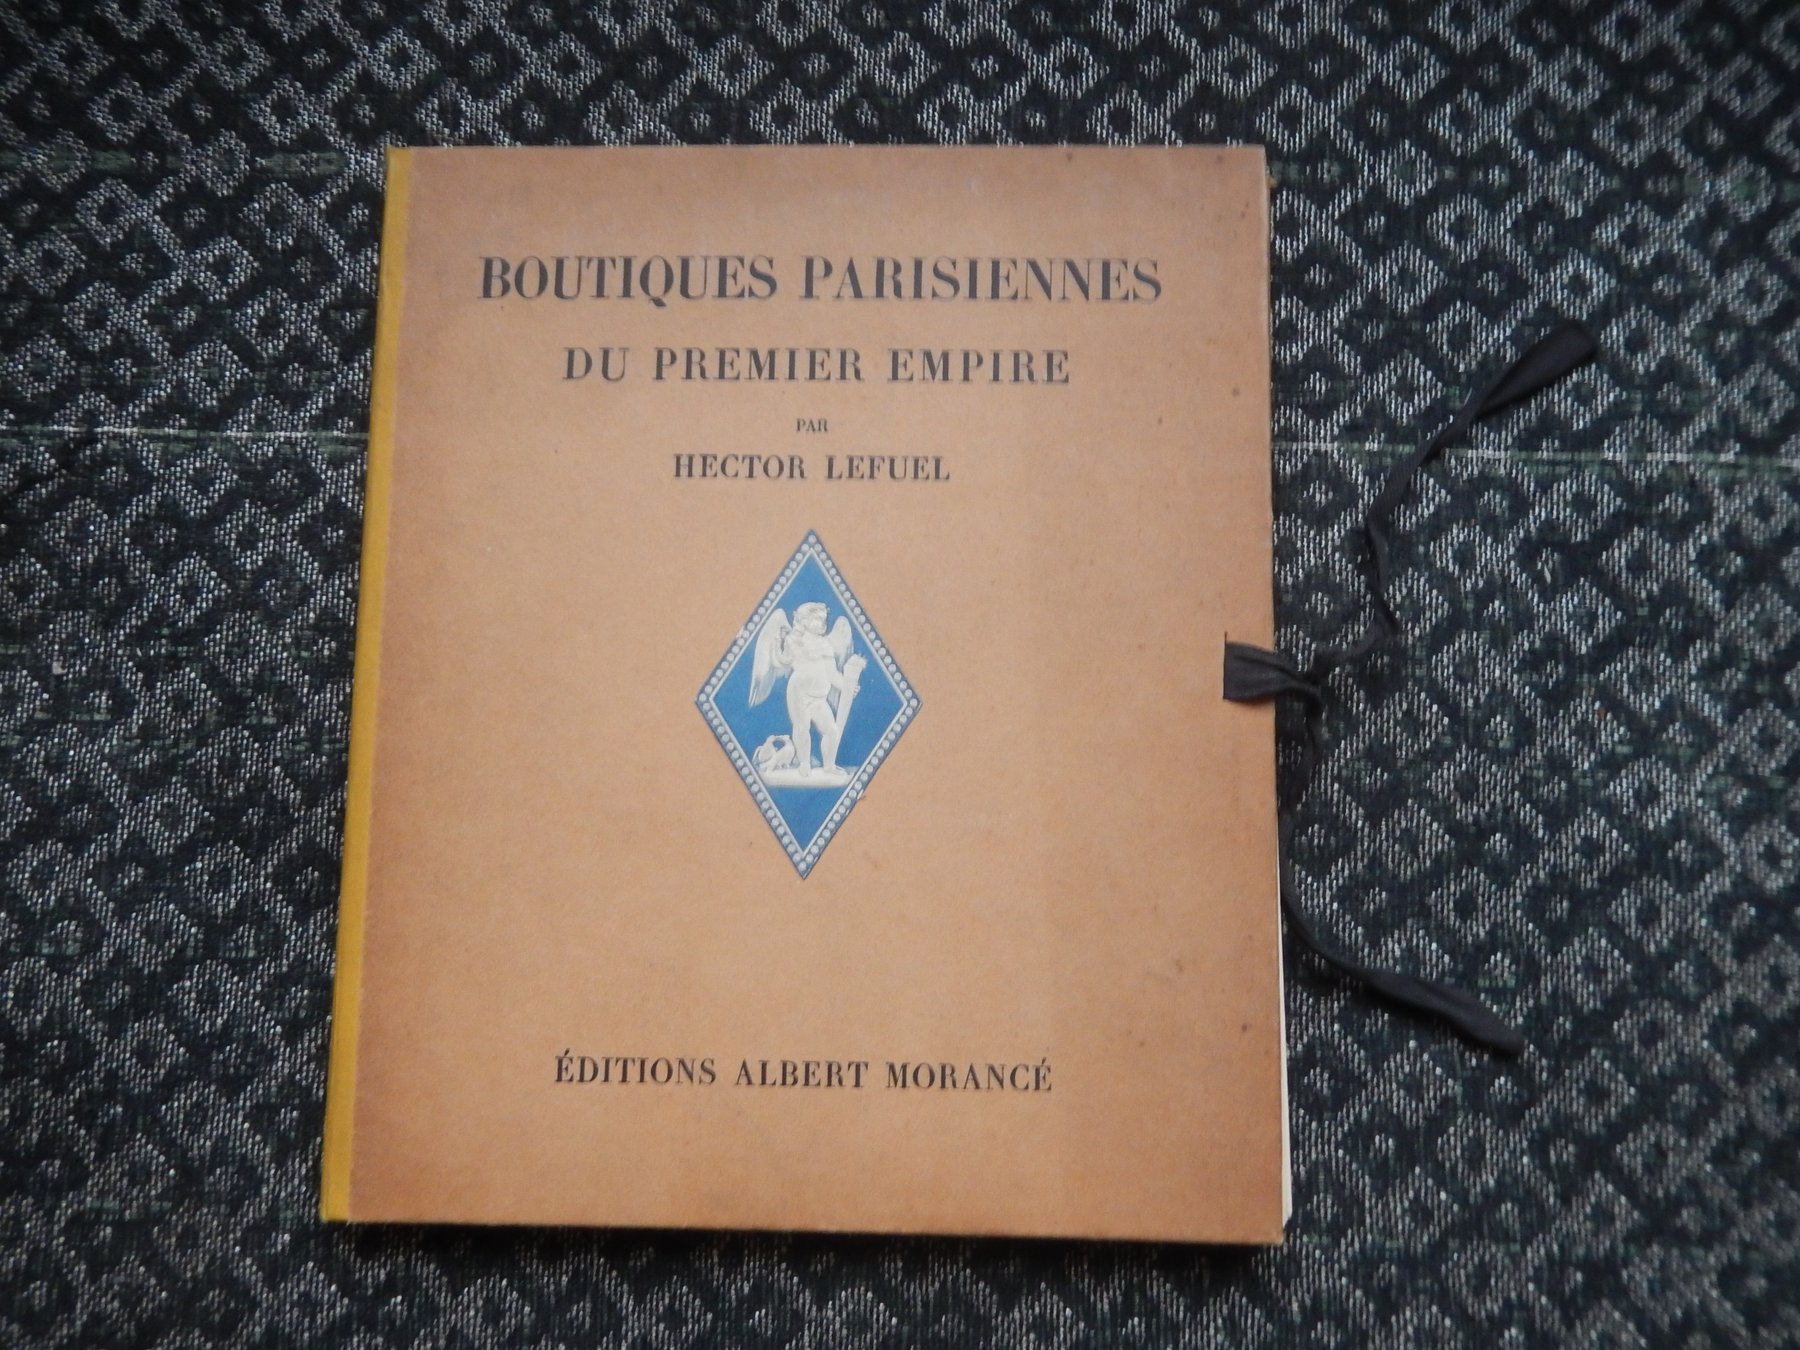 BOUTIQUES PARISIENNES
DU PREMIER EMPIRE
PAR
HECTOR LEFUEL
ÉDITIONS ALBERT MORANCÉ